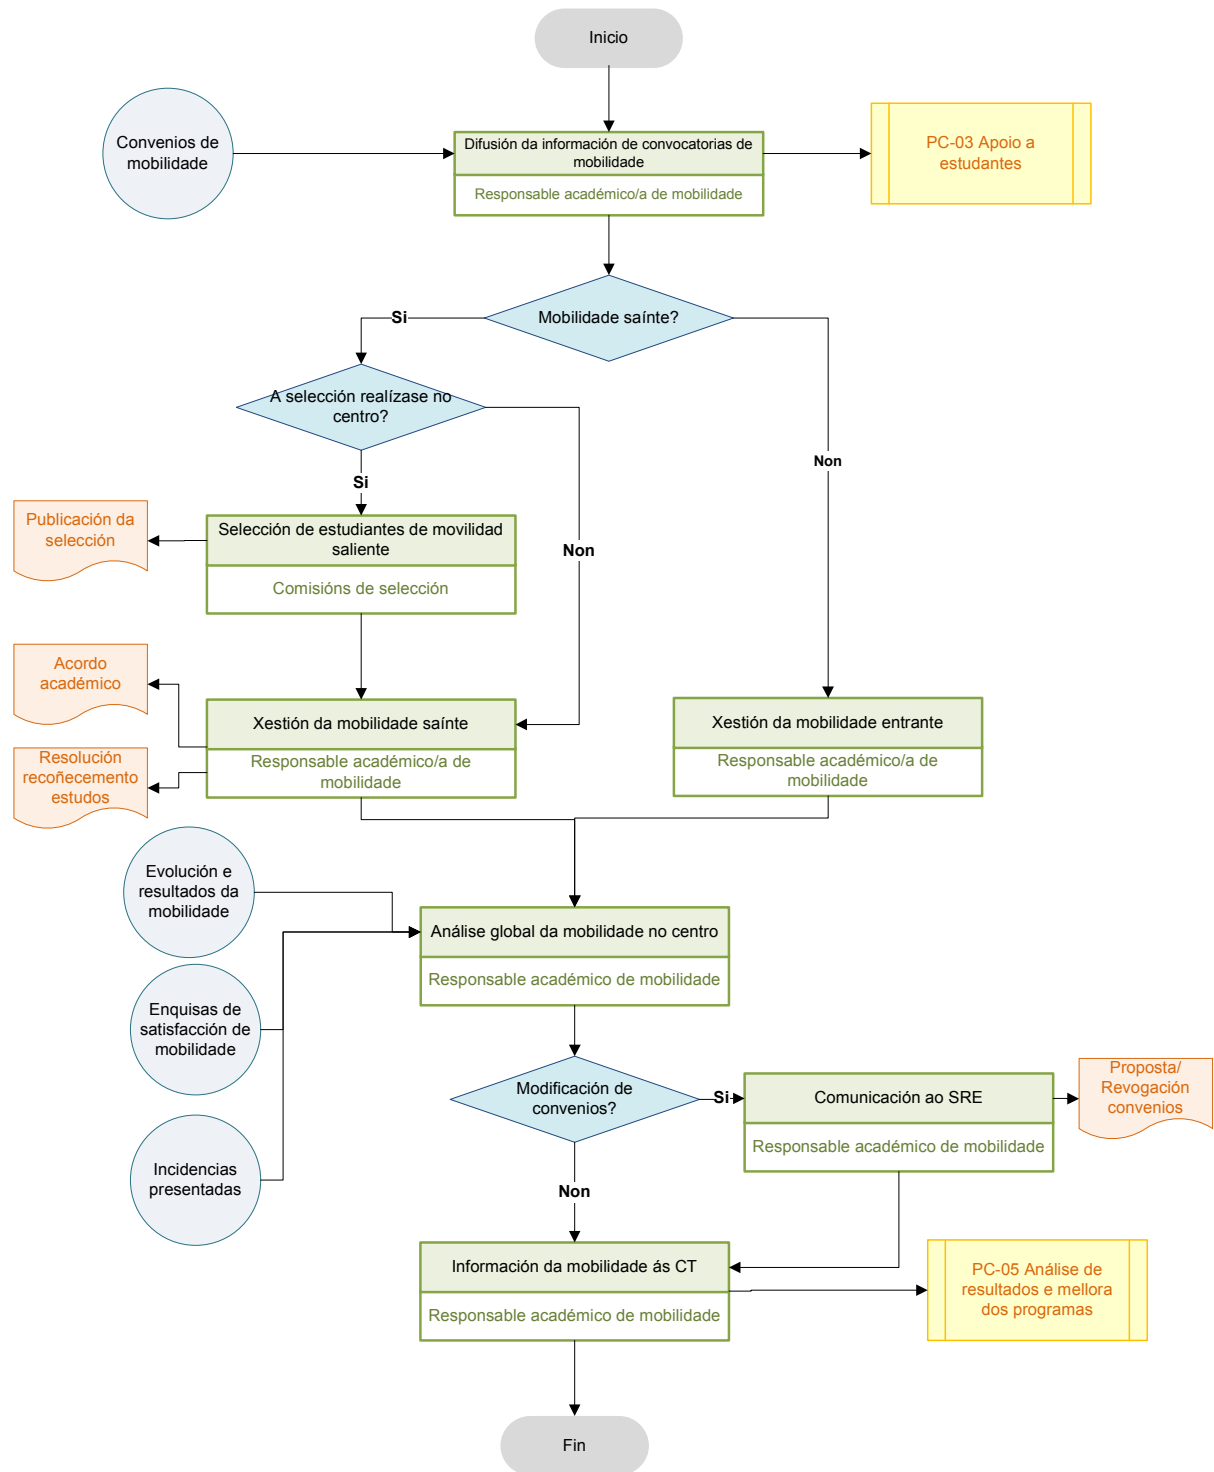 Inicio
Convenios de
mobilidade
Difusión da información de convocatorias de
mobilidade
Responsable académico/a de mobilidade
PC-03 Apoio a
estudantes
Mobilidade saínte?
Si
A selección realízase no
centro?
Non
Si
Publicación da
selección
Selección de estudiantes de movilidad
saliente
Comisións de selección
Non
Acordo
académico
Xestión da mobilidade saínte
Responsable académico/a de
mobilidade
Xestión da mobilidade entrante
Responsable académico/a de
mobilidade
Resolución
recoñecemento
estudos
Evolución e
resultados da
mobilidade
Análise global da mobilidade no centro
Responsable académico de mobilidade
Enquisas de
satisfacción de
mobilidade
Modificación de
convenios?
Si
Comunicación ao SRE
Responsable académico de mobilidade
Proposta/
Revogación
convenios
Incidencias
presentadas
Non
Información da mobilidade ás CT
Responsable académico de mobilidade
PC-05 Análise de
resultados e mellora
dos programas
Fin